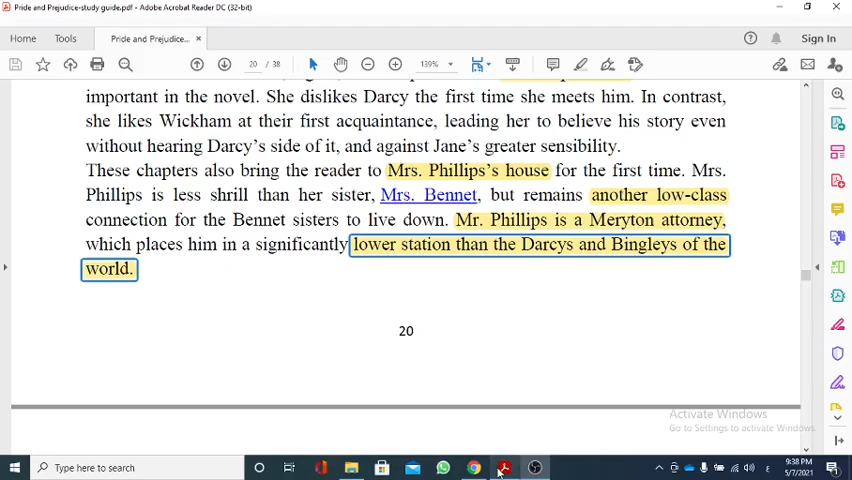 Pride and Prejudice-study guide.pdf - Adobe Acrobat Reader DC (32-bit)
Home Tools Pride and Prejudice... × Sign In
20 / 38 139%
important in the novel. She dislikes Darcy the first time she meets him. In contrast,
she likes Wickham at their first acquaintance, leading her to believe his story even
without hearing Darcy's side of it, and against Jane's greater sensibility.
These chapters also bring the reader to Mrs. Phillips's house for the first time. Mrs.
Phillips is less shrill than her sister, Mrs. Bennet, but remains another low-class
connection for the Bennet sisters to live down. Mr. Phillips is a Meryton attorney,
which places him in a significantly lower station than the Darcys and Bingleys of the
world.
20
Activate Windows
Go to Settings to activate Windows.
Type here to search
ع
9:38 PM
5/7/2021